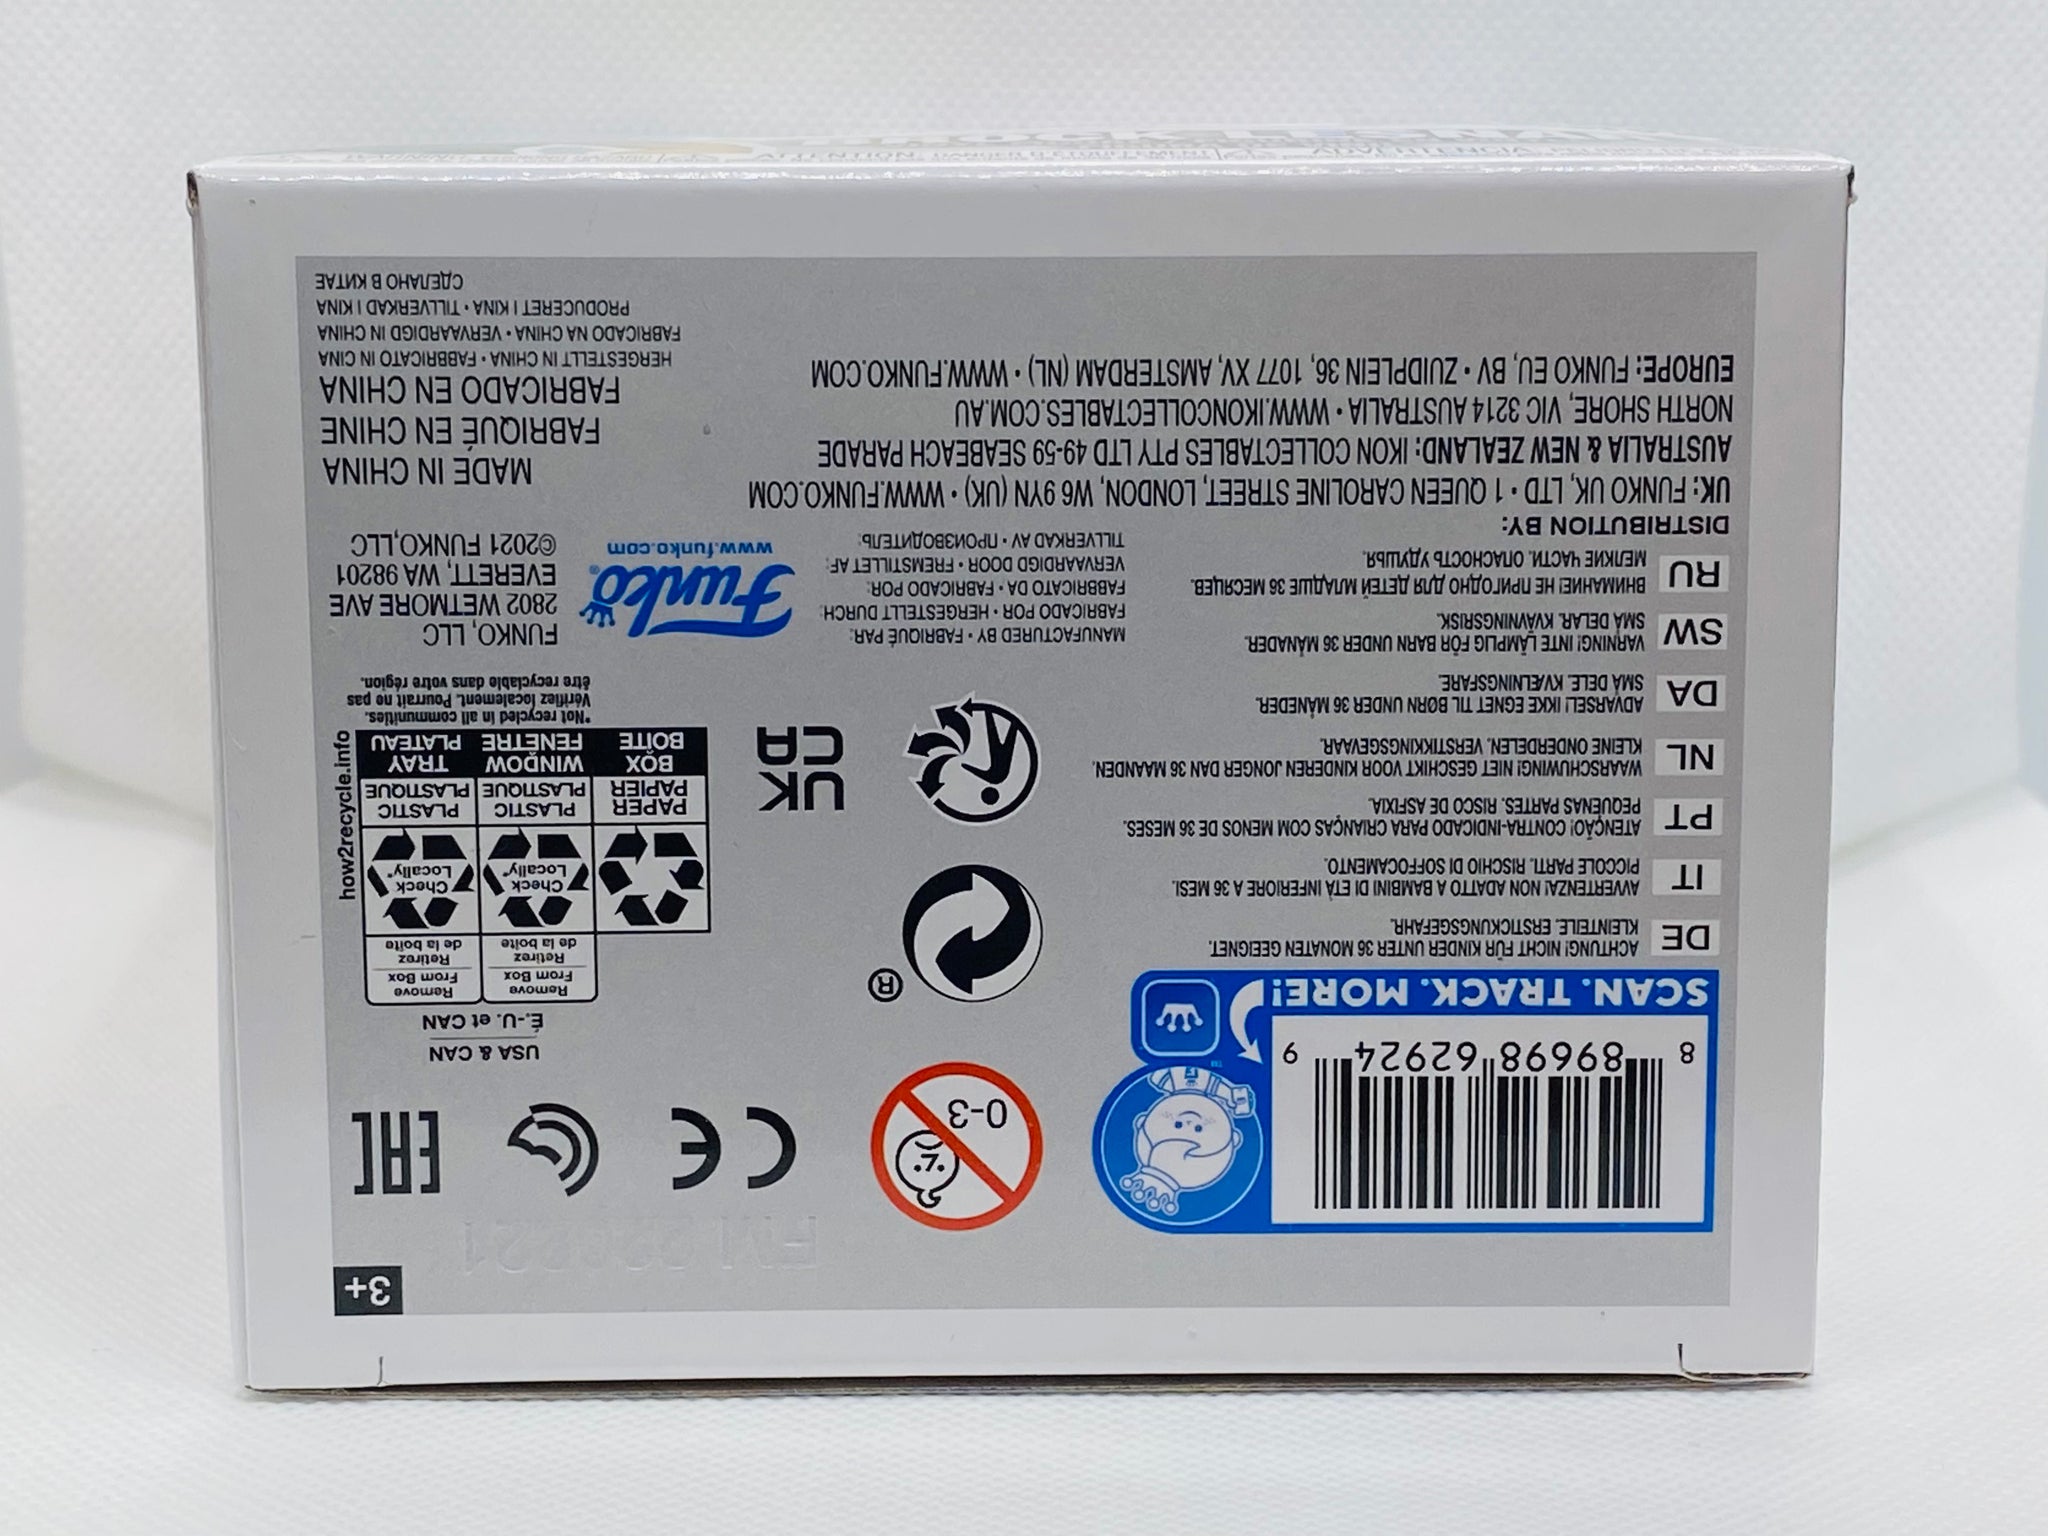 3+
8 89698 62924 9
SCAN. TRACK. MORE!
TM
0-3
CE
EAC
USA & CAN
É.-U. et CAN
Remove
From Box
Retirez
de la boîte
Remove
From Box
Retirez
de la boîte
Check
Locally*
Check
Locally*
PAPER
PAPIER
PLASTIC
PLASTIQUE
PLASTIC
PLASTIQUE
BOX
BOÎTE
WINDOW
FENÊTRE
TRAY
PLATEAU
how2recycle.info
*Not recycled in all communities.
Vérifiez localement. Pourrait ne pas
être recyclable dans votre région.
®
UK
CA
DE
ACHTUNG! NICHT FÜR KINDER UNTER 36 MONATEN GEEIGNET.
KLEINTEILE. ERSTICKUNGSGEFAHR.
IT
AVVERTENZA! NON ADATTO A BAMBINI DI ETÀ INFERIORE A 36 MESI.
PICCOLE PARTI. RISCHIO DI SOFFOCAMENTO.
PT
ATENÇÃO! CONTRA-INDICADO PARA CRIANÇAS COM MENOS DE 36 MESES.
PEQUENAS PARTES. RISCO DE ASFIXIA.
NL
WAARSCHUWING! NIET GESCHIKT VOOR KINDEREN JONGER DAN 36 MAANDEN.
KLEINE ONDERDELEN. VERSTIKKINGSGEVAAR.
DA
ADVARSEL! IKKE EGNET TIL BØRN UNDER 36 MÅNEDER.
SMÅ DELE. KVÆLNINGSFARE.
SW
VARNING! INTE LÄMPLIG FÖR BARN UNDER 36 MÅNADER.
SMÅ DELAR. KVÄVNINGSRISK.
RU
ВНИМАНИЕ! НЕ ПРИГОДНО ДЛЯ ДЕТЕЙ МЛАДШЕ 36 МЕСЯЦЕВ.
МЕЛКИЕ ЧАСТИ. ОПАСНОСТЬ УДУШЬЯ.
MANUFACTURED BY • FABRIQUÉ PAR:
FABRICADO POR • HERGESTELLT DURCH:
FABBRICATO DA • FABRICADO POR:
VERVAARDIGD DOOR • FREMSTILLET AF:
TILLVERKAD AV • ПРОИЗВОДИТЕЛЬ:
Funko®
www.funko.com
FUNKO, LLC
2802 WETMORE AVE
EVERETT, WA 98201
©2021 FUNKO,LLC
DISTRIBUTION BY:
UK: FUNKO UK, LTD • 1 QUEEN CAROLINE STREET, LONDON, W6 9YN (UK) • WWW.FUNKO.COM
AUSTRALIA & NEW ZEALAND: IKON COLLECTABLES PTY LTD 49-59 SEABEACH PARADE
NORTH SHORE, VIC 3214 AUSTRALIA • WWW.IKONCOLLECTABLES.COM.AU
EUROPE: FUNKO EU, BV • ZUIDPLEIN 36, 1077 XV, AMSTERDAM (NL) • WWW.FUNKO.COM
MADE IN CHINA
FABRIQUÉ EN CHINE
FABRICADO EN CHINA
HERGESTELLT IN CHINA • FABBRICATO IN CINA
FABRICADO NA CHINA • VERVAARDIGD IN CHINA
PRODUCERET I KINA • TILLVERKAD I KINA
СДЕЛАНО В КИТАЕ